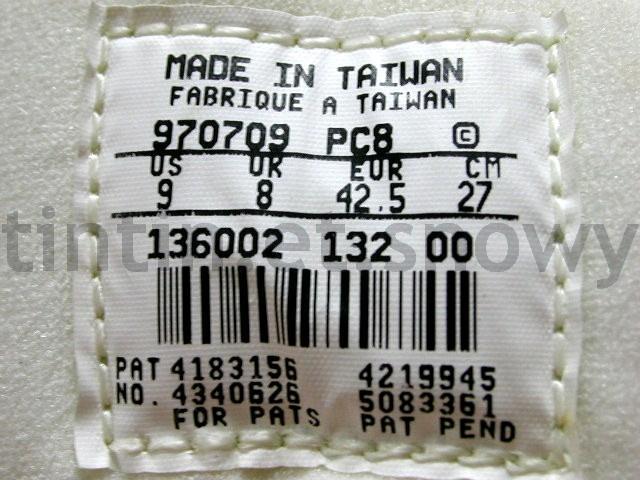 MADE IN TAIWAN
FABRIQUE A TAIWAN
970709 PC8 ©
US UK EUR CM
9 8 42.5 27
136002 132 00
PAT 4183156 4219945
NO. 4340626 5083361
FOR PATS PAT PEND